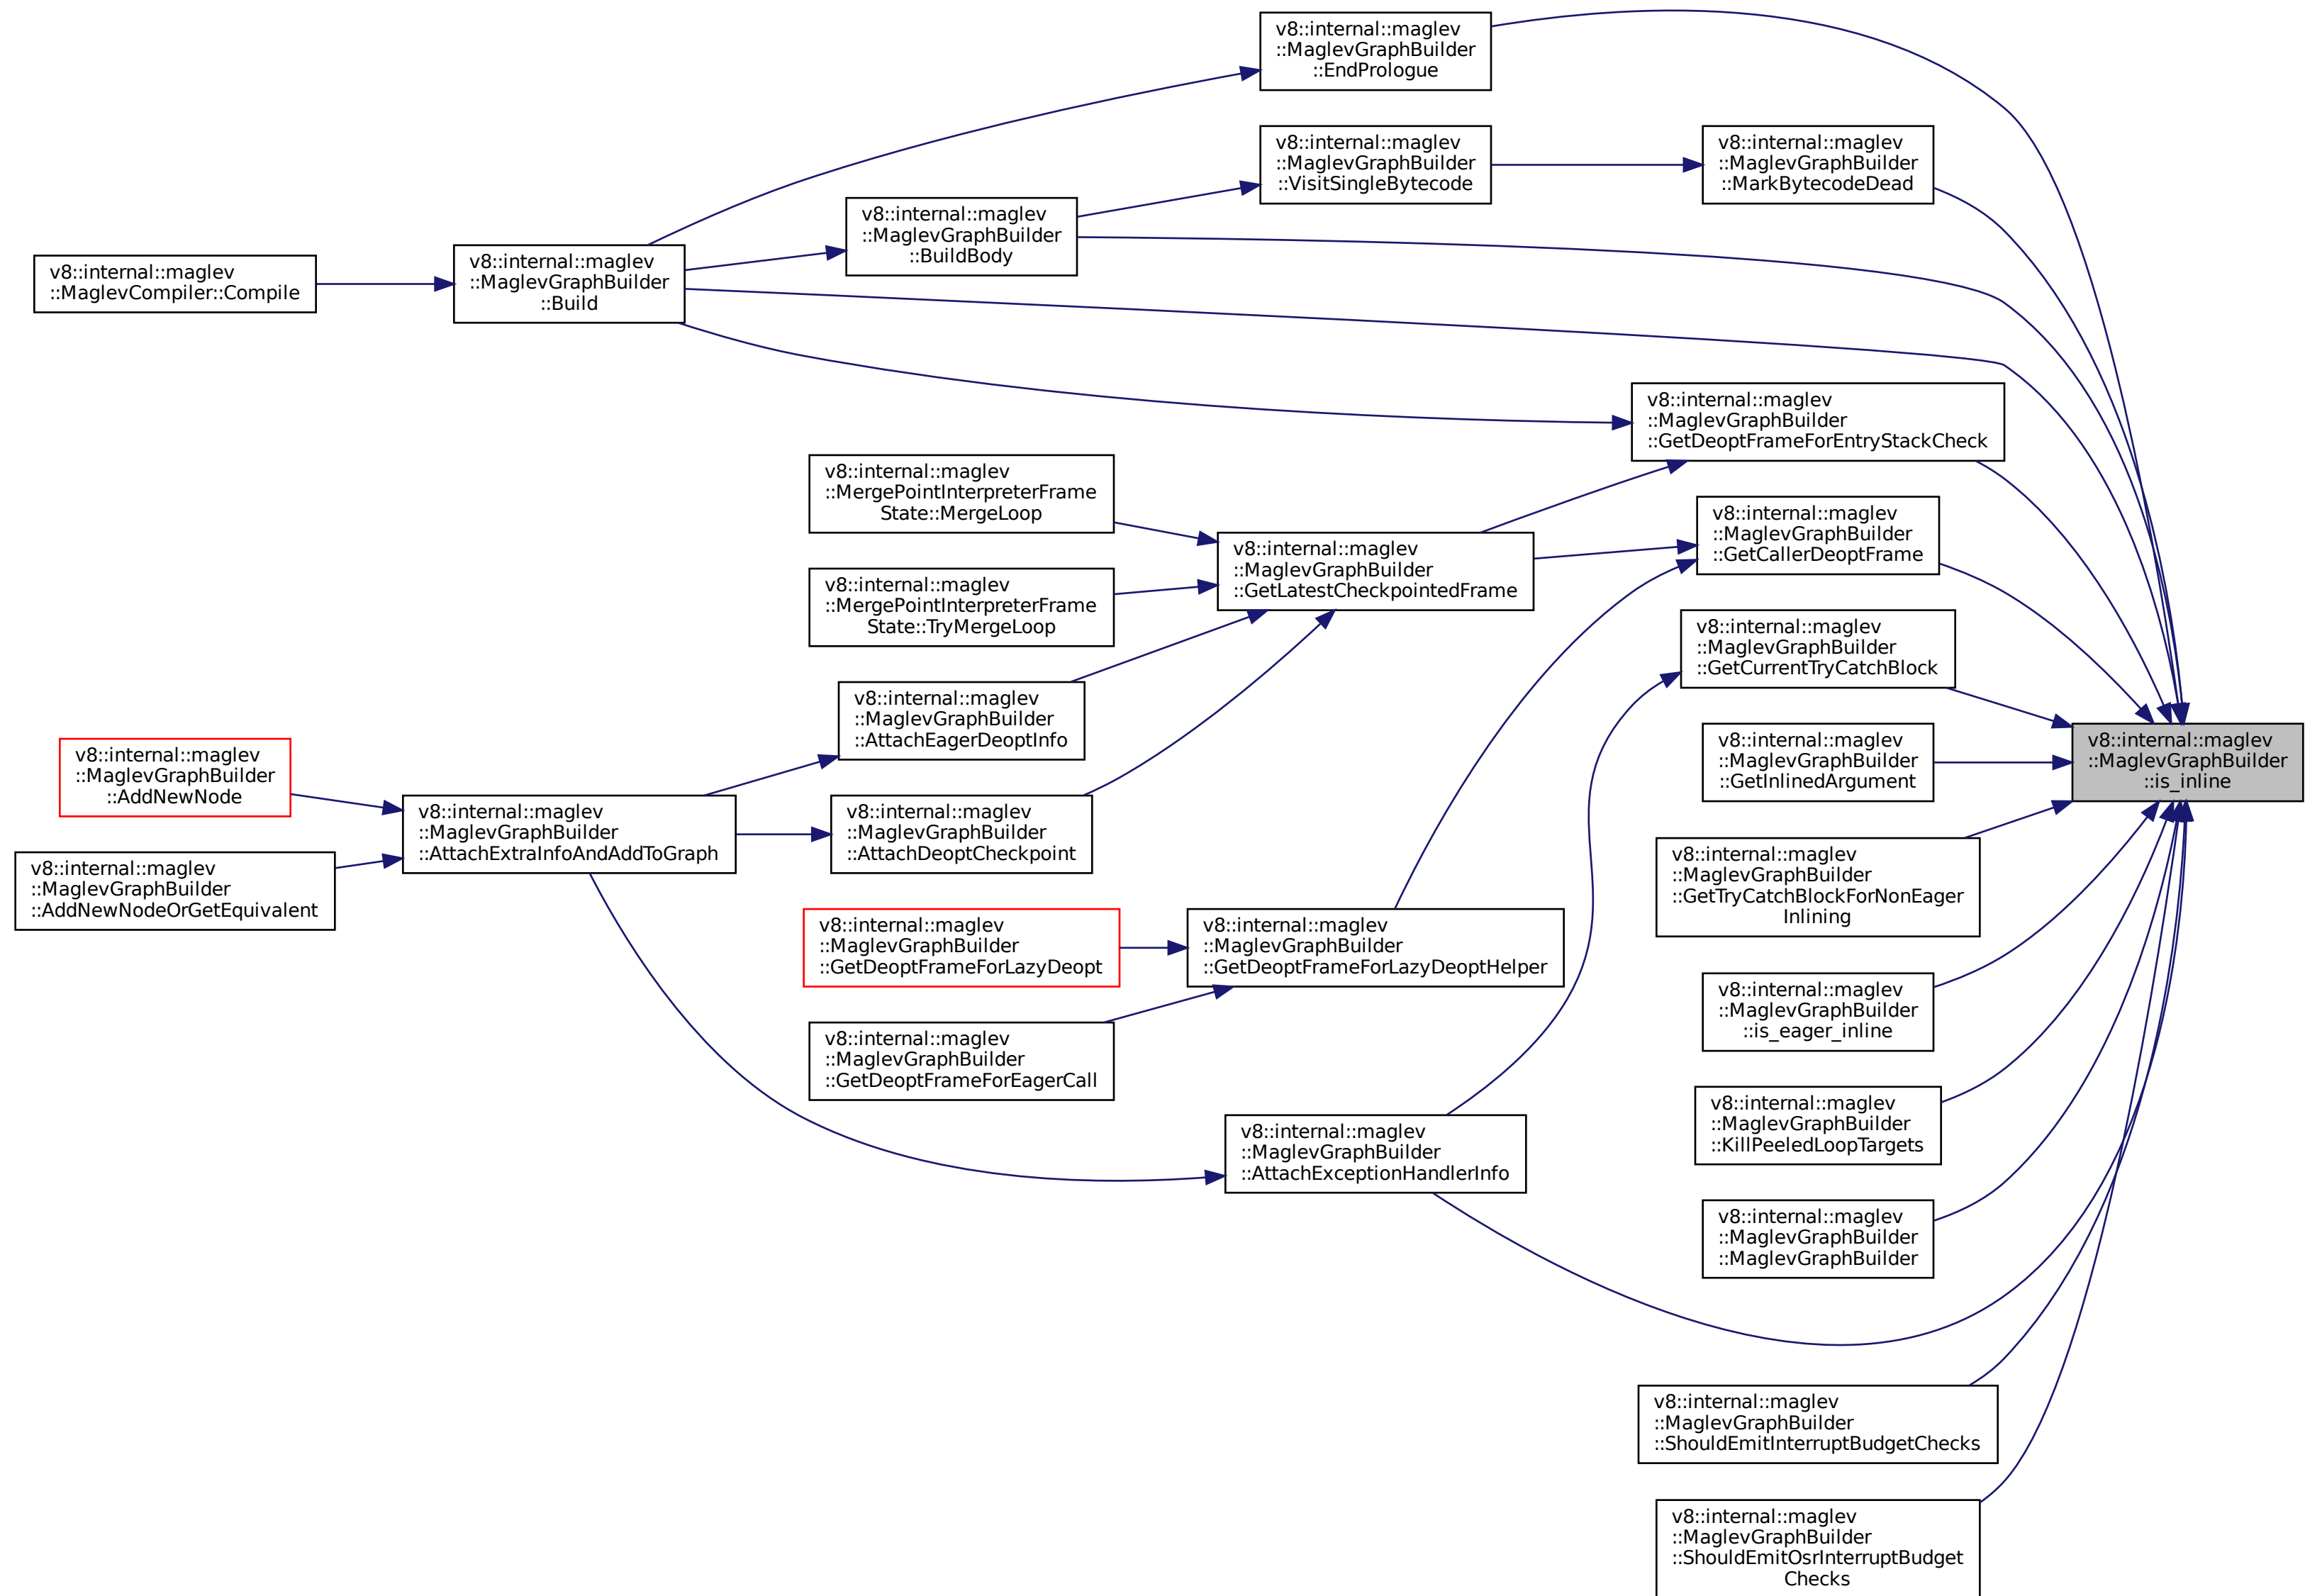 v8::internal::maglev
::MaglevGraphBuilder
::EndPrologue
v8::internal::maglev
::MaglevGraphBuilder
::VisitSingleBytecode
v8::internal::maglev
::MaglevGraphBuilder
::MarkBytecodeDead
v8::internal::maglev
::MaglevGraphBuilder
::BuildBody
v8::internal::maglev
::MaglevCompiler::Compile
v8::internal::maglev
::MaglevGraphBuilder
::Build
v8::internal::maglev
::MaglevGraphBuilder
::GetDeoptFrameForEntryStackCheck
v8::internal::maglev
::MergePointInterpreterFrame
State::MergeLoop
v8::internal::maglev
::MaglevGraphBuilder
::GetCallerDeoptFrame
v8::internal::maglev
::MaglevGraphBuilder
::GetLatestCheckpointedFrame
v8::internal::maglev
::MergePointInterpreterFrame
State::TryMergeLoop
v8::internal::maglev
::MaglevGraphBuilder
::GetCurrentTryCatchBlock
v8::internal::maglev
::MaglevGraphBuilder
::AttachEagerDeoptInfo
v8::internal::maglev
::MaglevGraphBuilder
::GetInlinedArgument
v8::internal::maglev
::MaglevGraphBuilder
::is_inline
v8::internal::maglev
::MaglevGraphBuilder
::AddNewNode
v8::internal::maglev
::MaglevGraphBuilder
::AttachExtraInfoAndAddToGraph
v8::internal::maglev
::MaglevGraphBuilder
::AttachDeoptCheckpoint
v8::internal::maglev
::MaglevGraphBuilder
::GetTryCatchBlockForNonEager
Inlining
v8::internal::maglev
::MaglevGraphBuilder
::AddNewNodeOrGetEquivalent
v8::internal::maglev
::MaglevGraphBuilder
::GetDeoptFrameForLazyDeopt
v8::internal::maglev
::MaglevGraphBuilder
::GetDeoptFrameForLazyDeoptHelper
v8::internal::maglev
::MaglevGraphBuilder
::is_eager_inline
v8::internal::maglev
::MaglevGraphBuilder
::GetDeoptFrameForEagerCall
v8::internal::maglev
::MaglevGraphBuilder
::KillPeeledLoopTargets
v8::internal::maglev
::MaglevGraphBuilder
::AttachExceptionHandlerInfo
v8::internal::maglev
::MaglevGraphBuilder
::MaglevGraphBuilder
v8::internal::maglev
::MaglevGraphBuilder
::ShouldEmitInterruptBudgetChecks
v8::internal::maglev
::MaglevGraphBuilder
::ShouldEmitOsrInterruptBudget
Checks